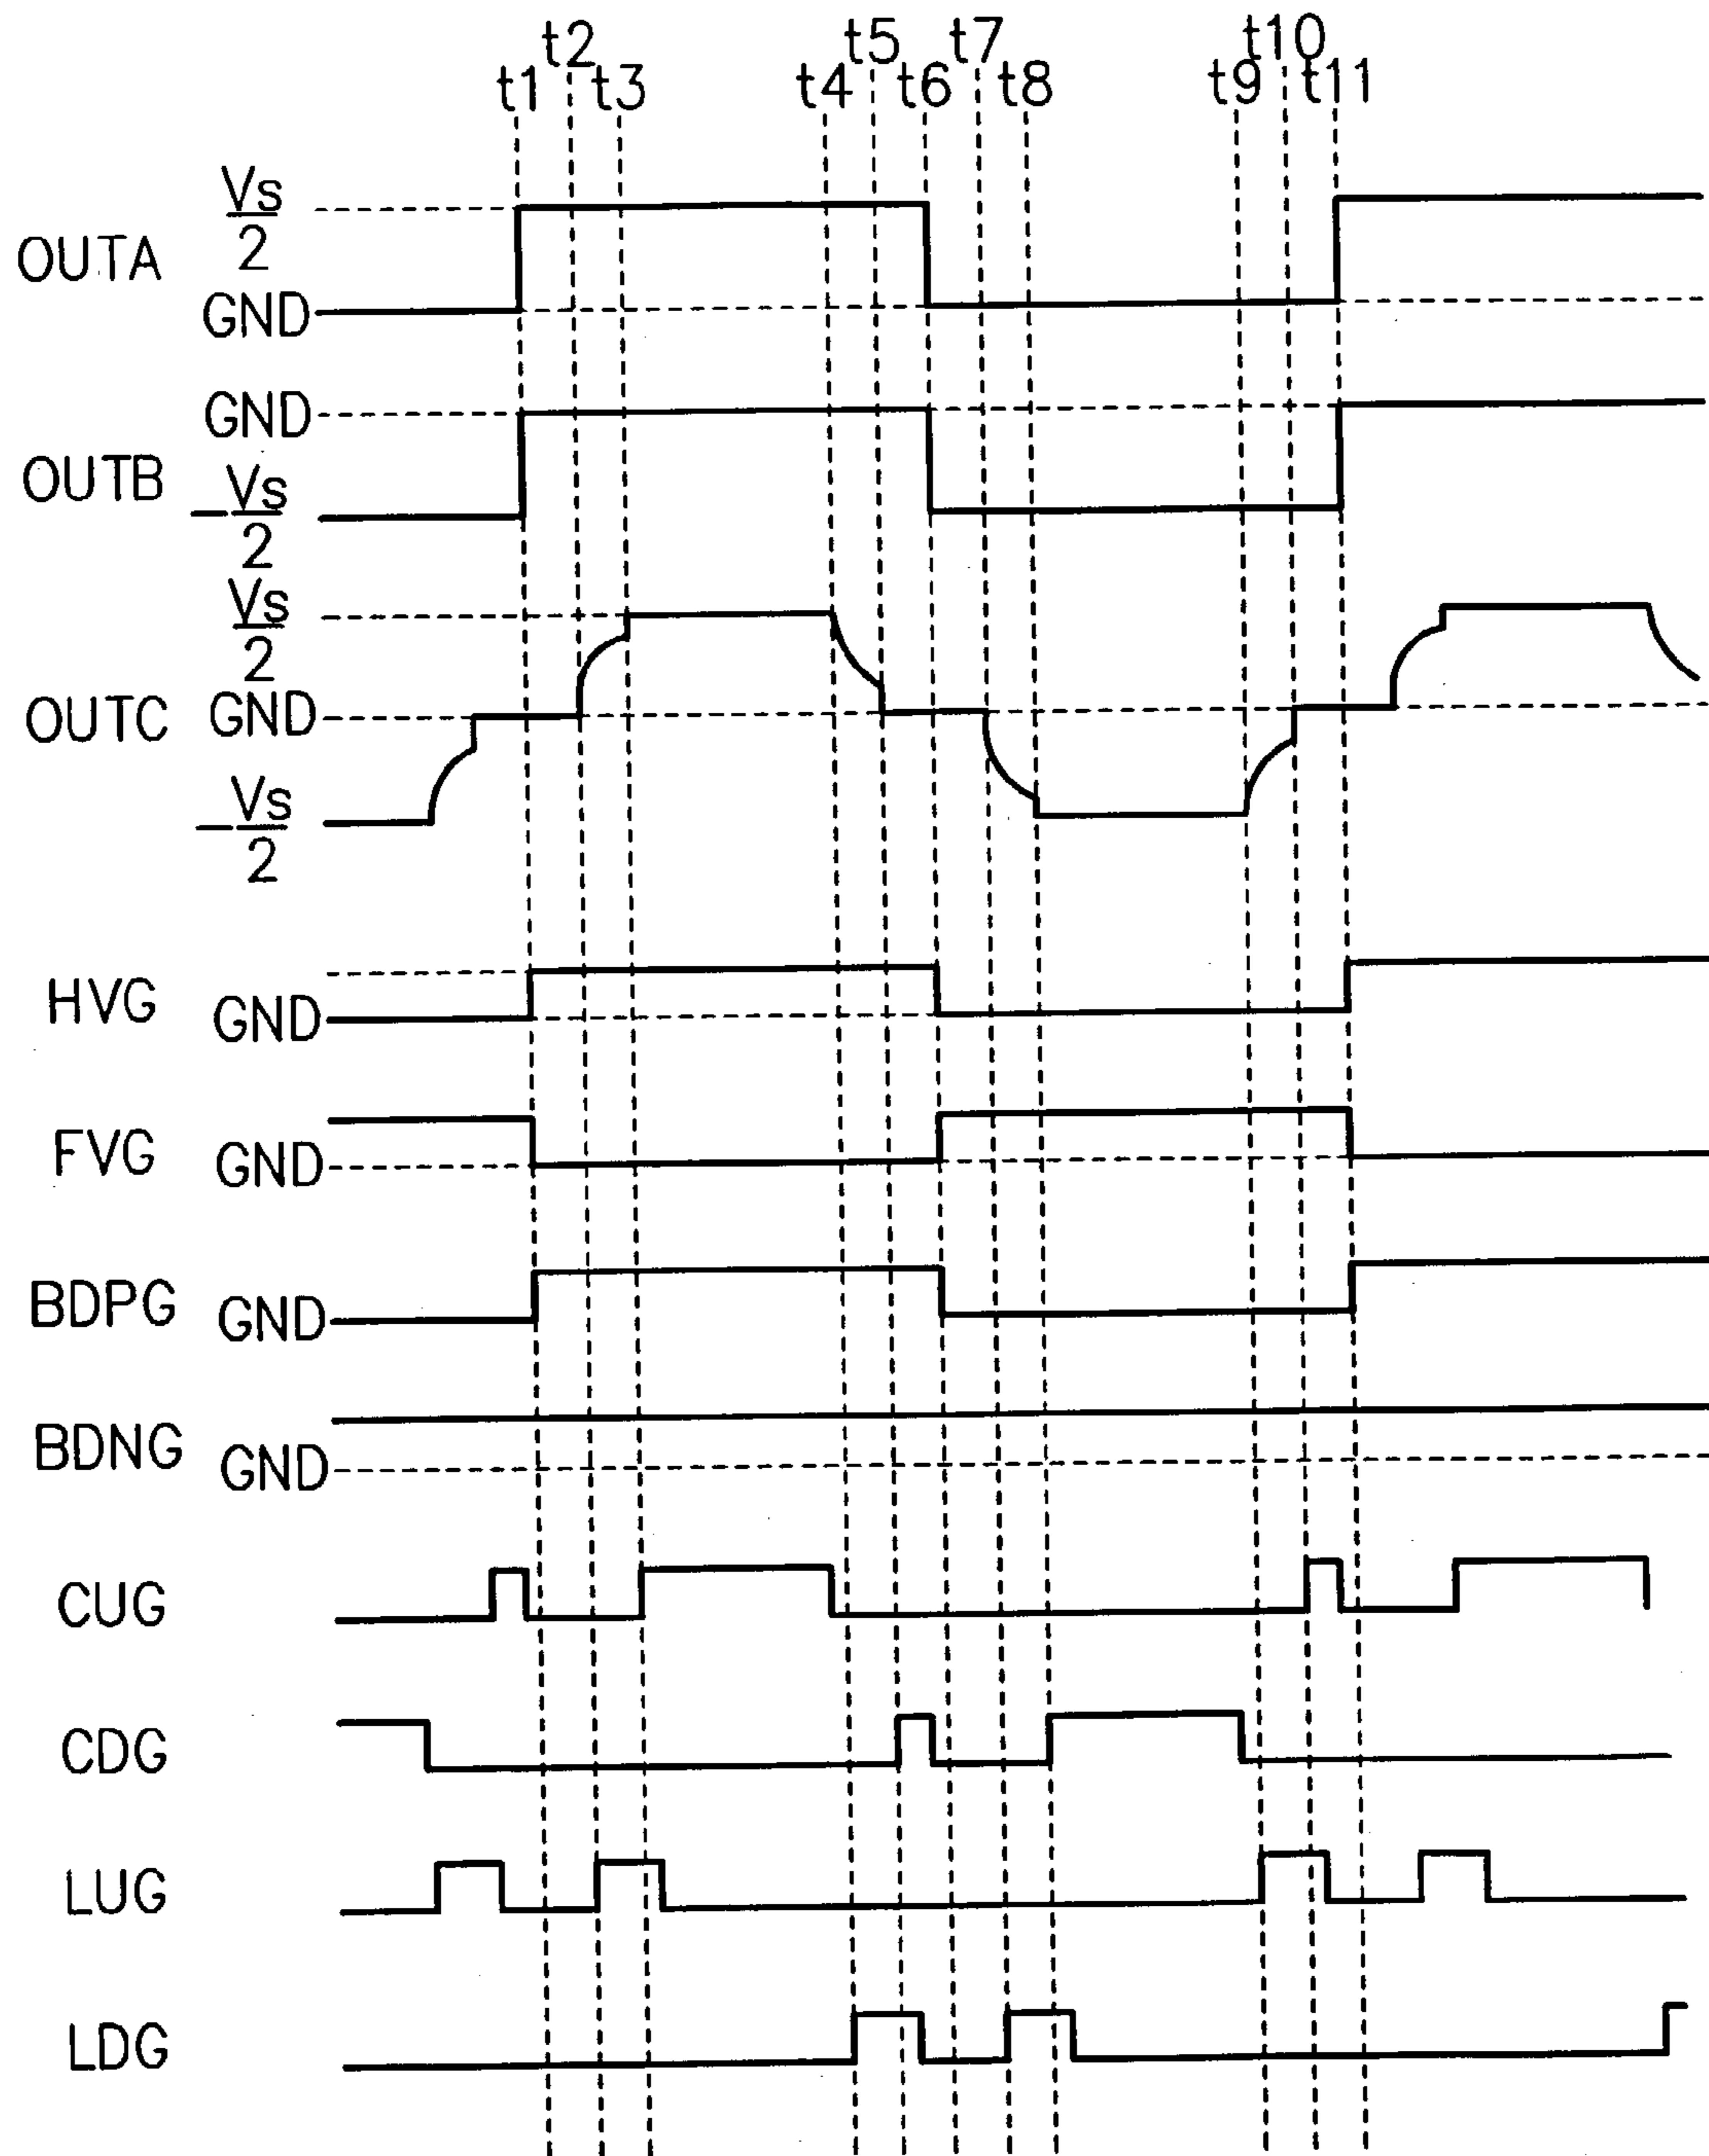 t1 t2 t3 t4 t5 t6 t7 t8 t9 t10 t11
OUTA Vs/2
GND
OUTB GND
-Vs/2
OUTC Vs/2
GND
-Vs/2
HVG GND
FVG GND
BDPG GND
BDNG GND
CUG
CDG
LUG
LDG